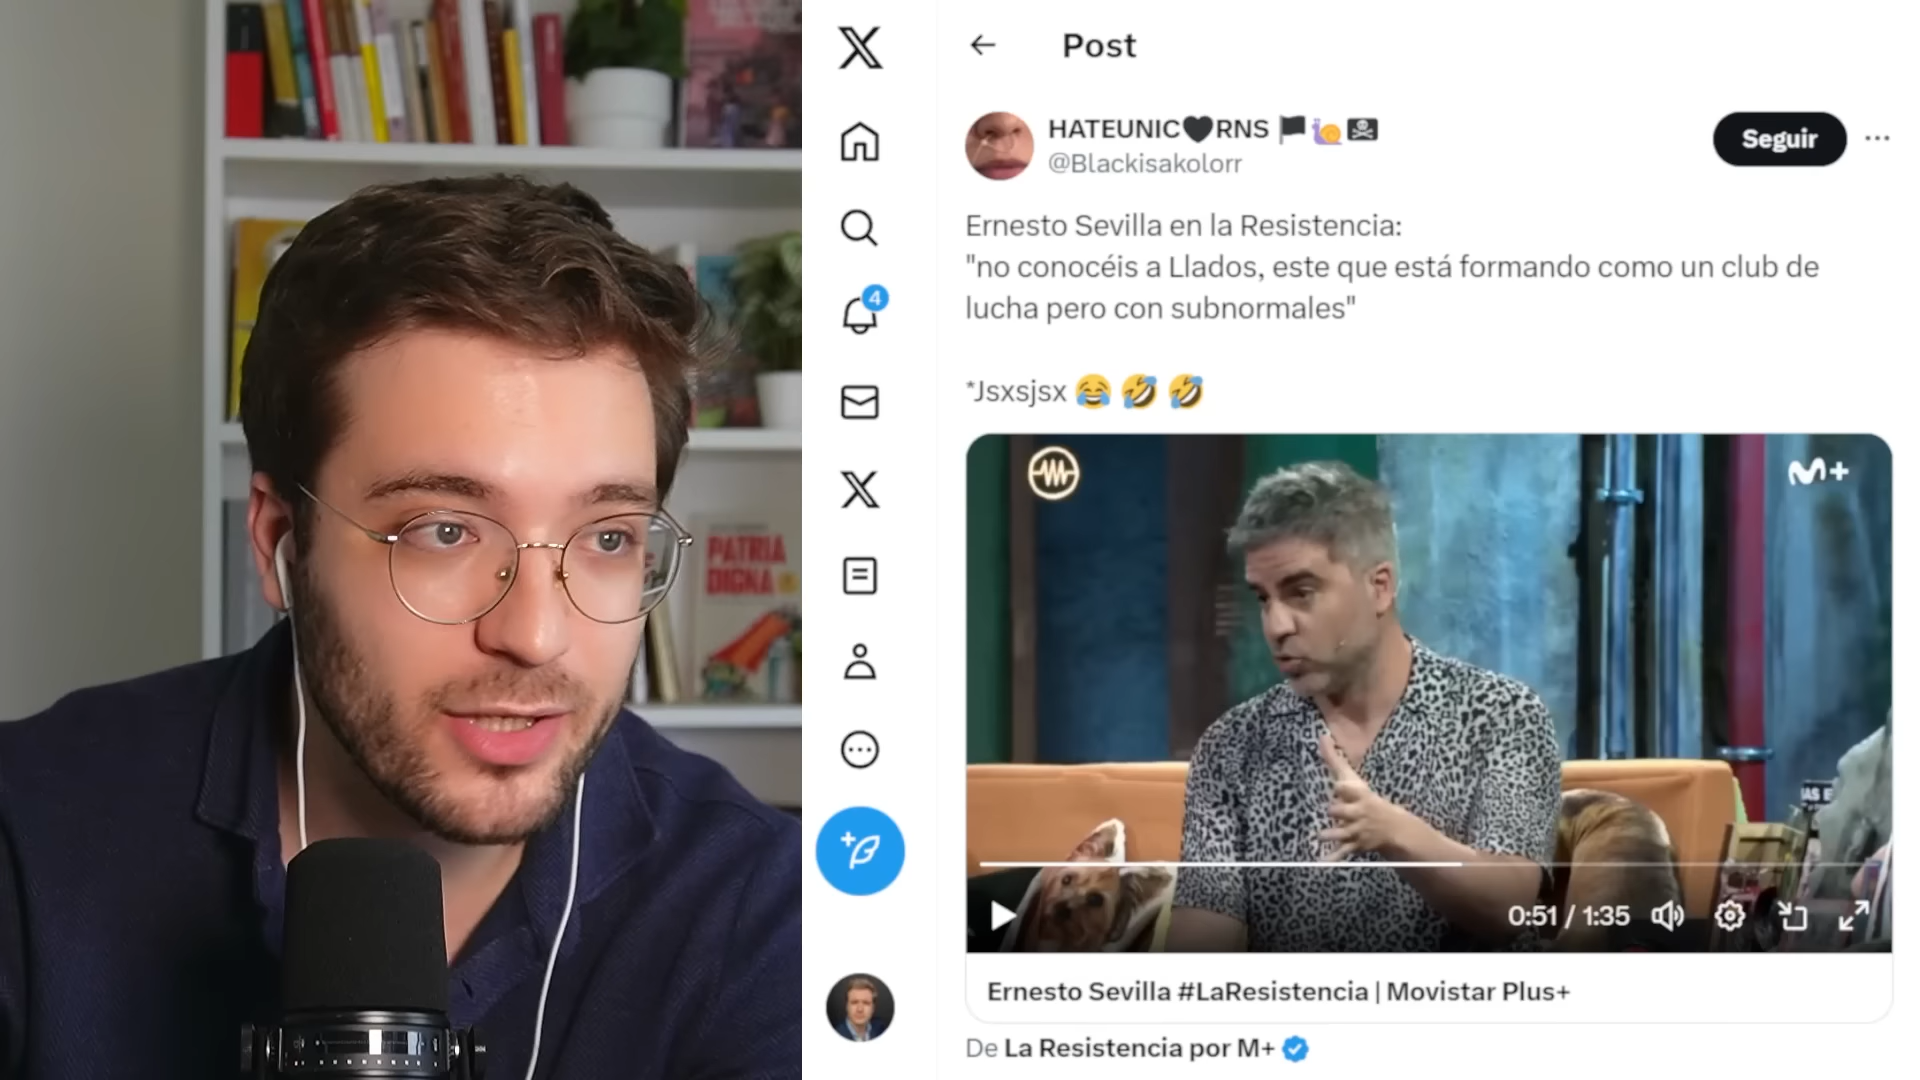 PATRIA
DIGNA
Post
4
HATEUNIC🖤RNS 🏴🐌🏴‍☠️
@Blackisakolorr
Seguir
Ernesto Sevilla en la Resistencia:
"no conocéis a Llados, este que está formando como un club de
lucha pero con subnormales"
*Jsxsjsx 😂 🤣 🤣
M+
0:51 / 1:35
Ernesto Sevilla #LaResistencia | Movistar Plus+
De La Resistencia por M+